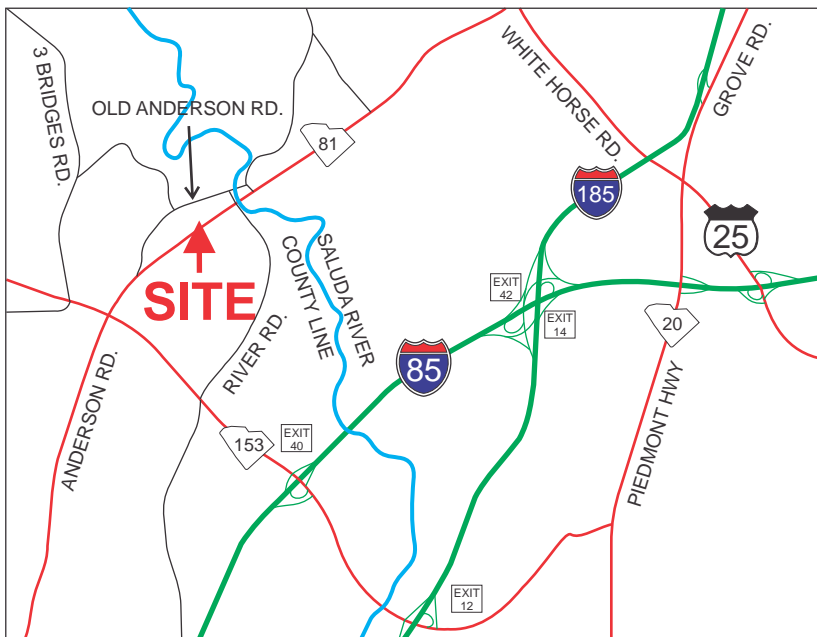 3 BRIDGES RD.
OLD ANDERSON RD.
81
WHITE HORSE RD.
GROVE RD.
185
25
SITE
RIVER RD.
COUNTY LINE
SALUDA RIVER
EXIT
42
EXIT
14
20
85
ANDERSON RD.
153
EXIT
40
PIEDMONT HWY
EXIT
12